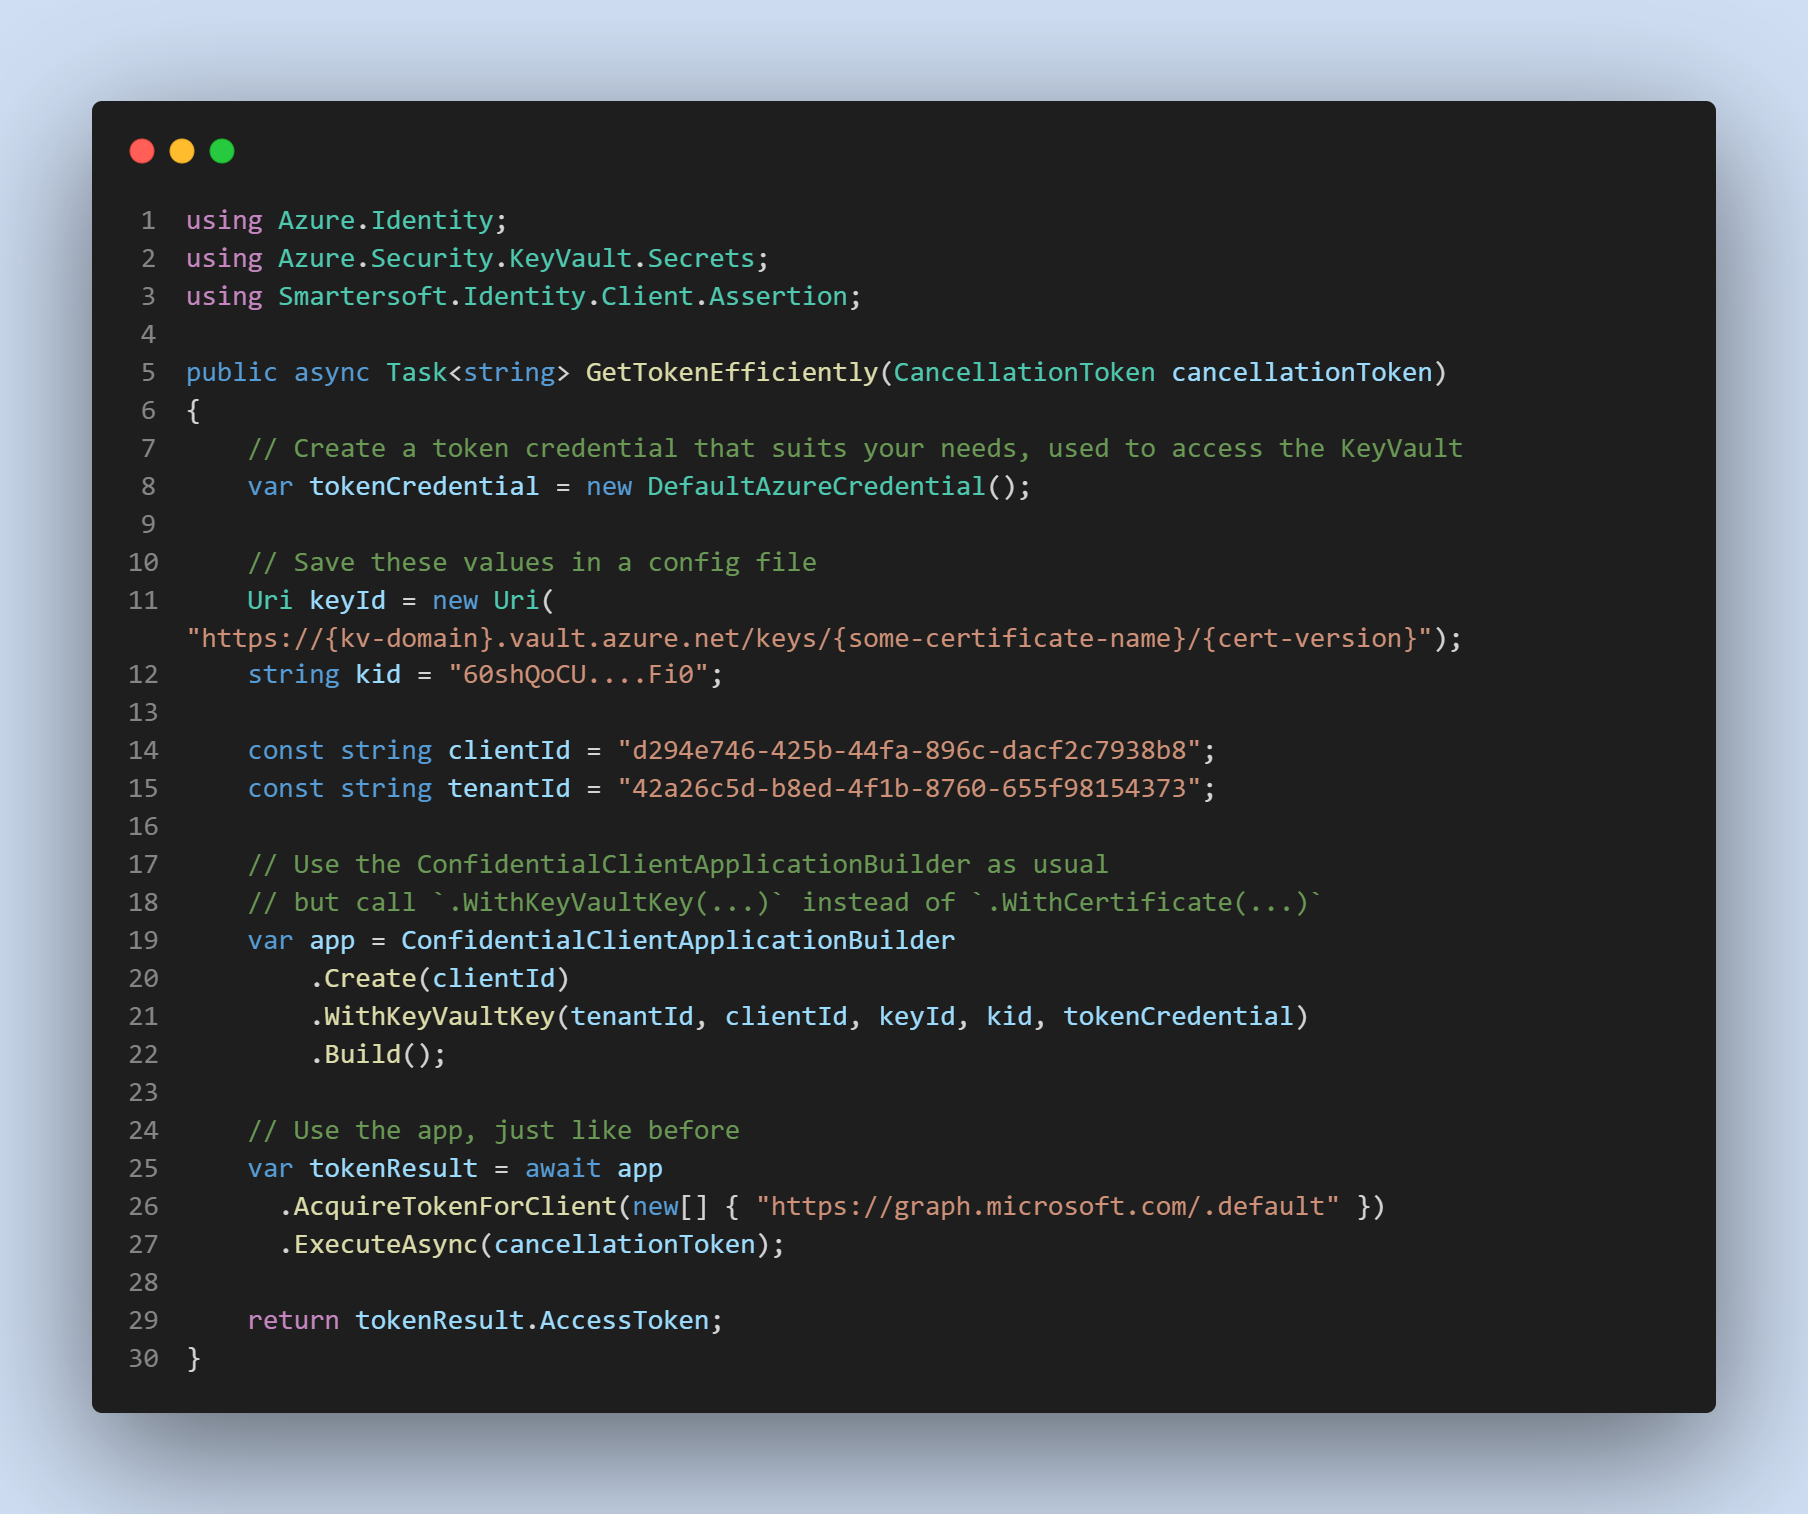 1 using Azure.Identity;
2 using Azure.Security.KeyVault.Secrets;
3 using Smartersoft.Identity.Client.Assertion;
4
5 public async Task<string> GetTokenEfficiently(CancellationToken cancellationToken)
6 {
7     // Create a token credential that suits your needs, used to access the KeyVault
8     var tokenCredential = new DefaultAzureCredential();
9
10     // Save these values in a config file
11     Uri keyId = new Uri(
"https://{kv-domain}.vault.azure.net/keys/{some-certificate-name}/{cert-version}");
12     string kid = "60shQoCU....Fi0";
13
14     const string clientId = "d294e746-425b-44fa-896c-dacf2c7938b8";
15     const string tenantId = "42a26c5d-b8ed-4f1b-8760-655f98154373";
16
17     // Use the ConfidentialClientApplicationBuilder as usual
18     // but call `.WithKeyVaultKey(...)` instead of `.WithCertificate(...)`
19     var app = ConfidentialClientApplicationBuilder
20         .Create(clientId)
21         .WithKeyVaultKey(tenantId, clientId, keyId, kid, tokenCredential)
22         .Build();
23
24     // Use the app, just like before
25     var tokenResult = await app
26       .AcquireTokenForClient(new[] { "https://graph.microsoft.com/.default" })
27       .ExecuteAsync(cancellationToken);
28
29     return tokenResult.AccessToken;
30 }